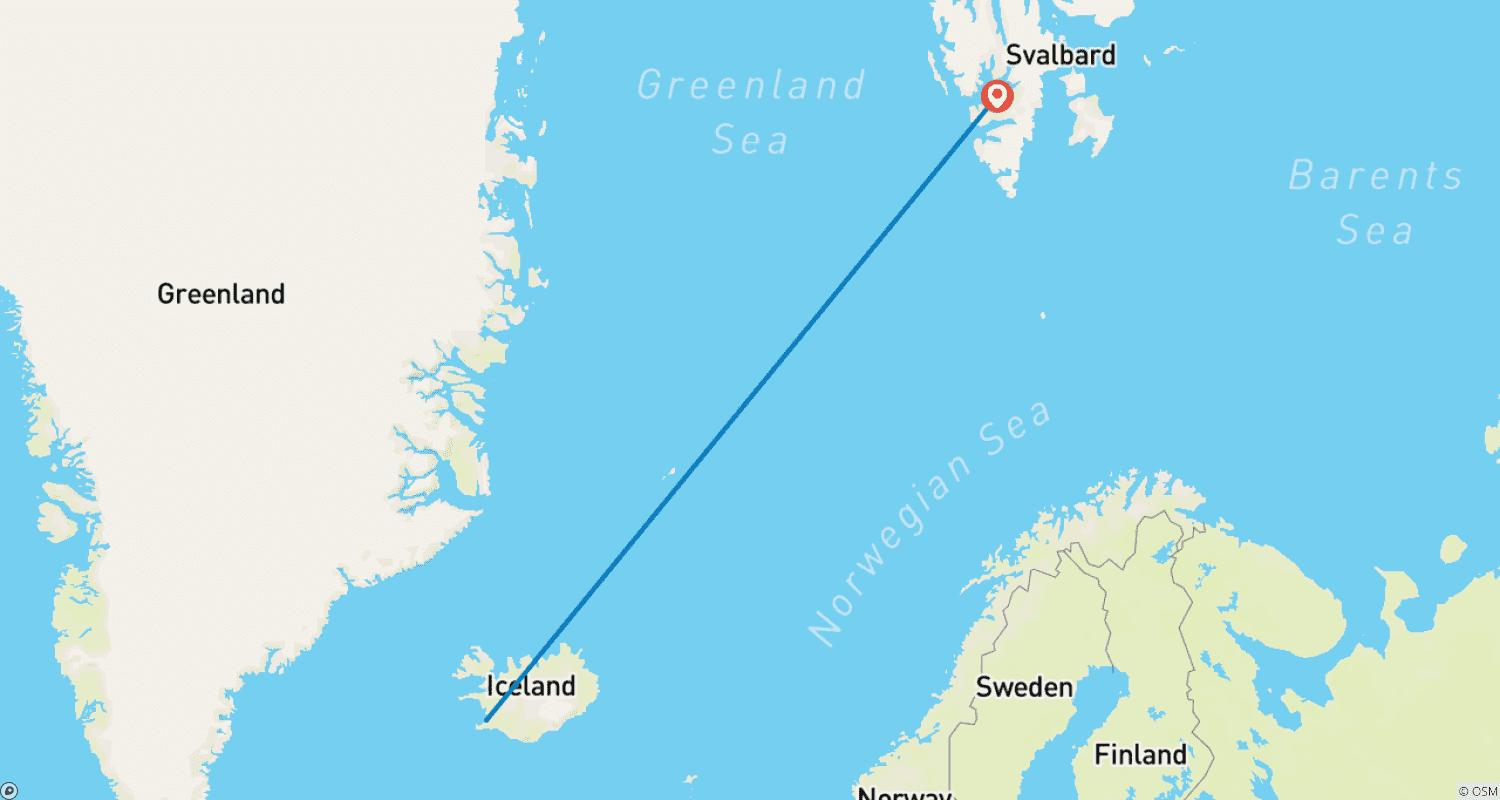 Svalbard
Greenland
Sea
Barents
Sea
Greenland
Norwegian Sea
Iceland
Sweden
Finland
Norway
© OSM